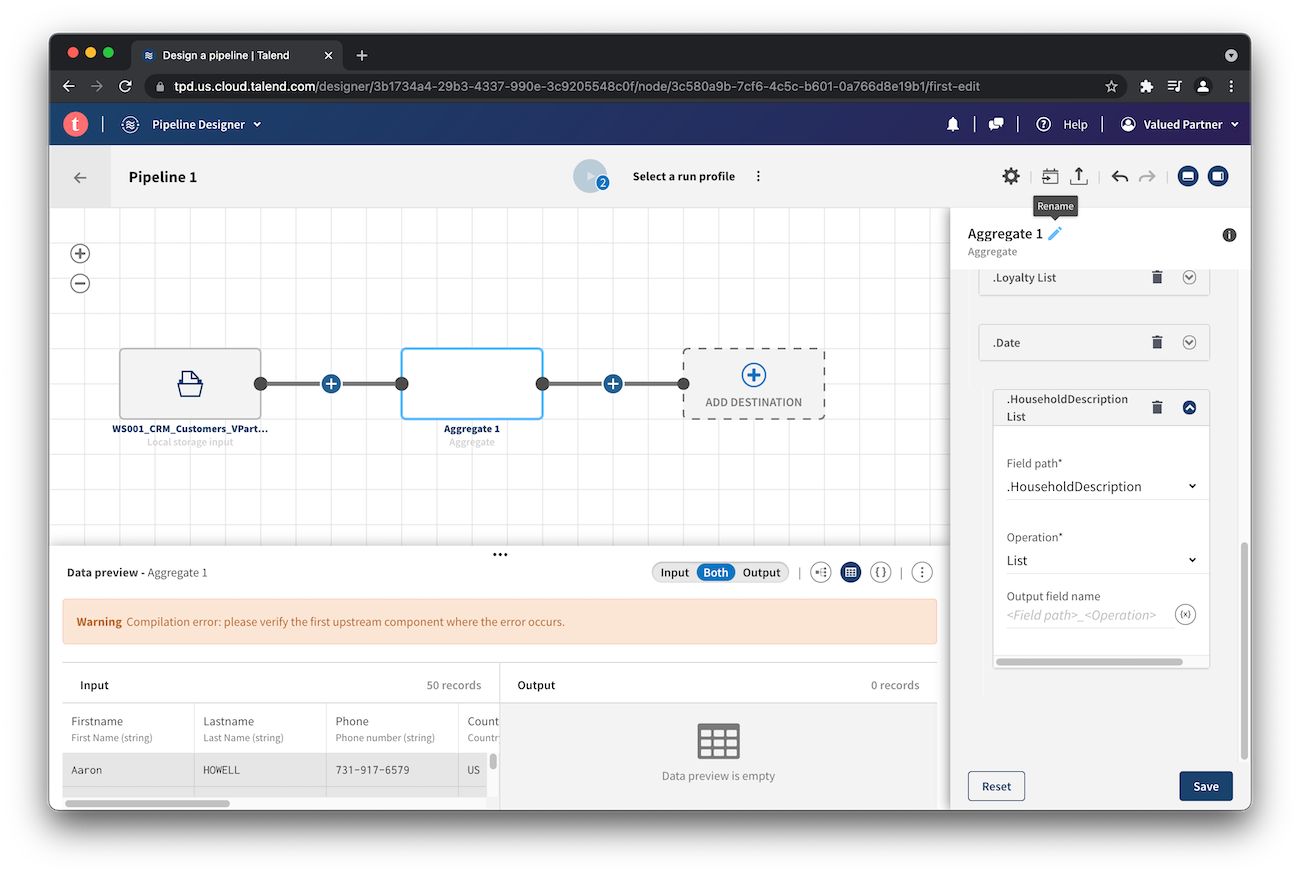 Design a pipeline | Talend
tpd.us.cloud.talend.com/designer/3b1734a4-29b3-4337-990e-3c9205548c0f/node/3c580a9b-7cf6-4c5c-b601-0a766d8e19b1/first-edit
t
Pipeline Designer
Help
Valued Partner
Pipeline 1
2
Select a run profile
Rename
Aggregate 1
Aggregate
.Loyalty List
.Date
.HouseholdDescription
List
Field path*
.HouseholdDescription
Operation*
List
Output field name
<Field path>_<Operation>
{x}
Reset
Save
WS001_CRM_Customers_VPart...
Local storage input
Aggregate 1
Aggregate
ADD DESTINATION
Data preview - Aggregate 1
Input Both Output
Warning Compilation error: please verify the first upstream component where the error occurs.
Input 50 records
Output 0 records
Firstname Lastname Phone Count
First Name (string) Last Name (string) Phone number (string) Country
Aaron HOWELL 731-917-6579 US
Data preview is empty